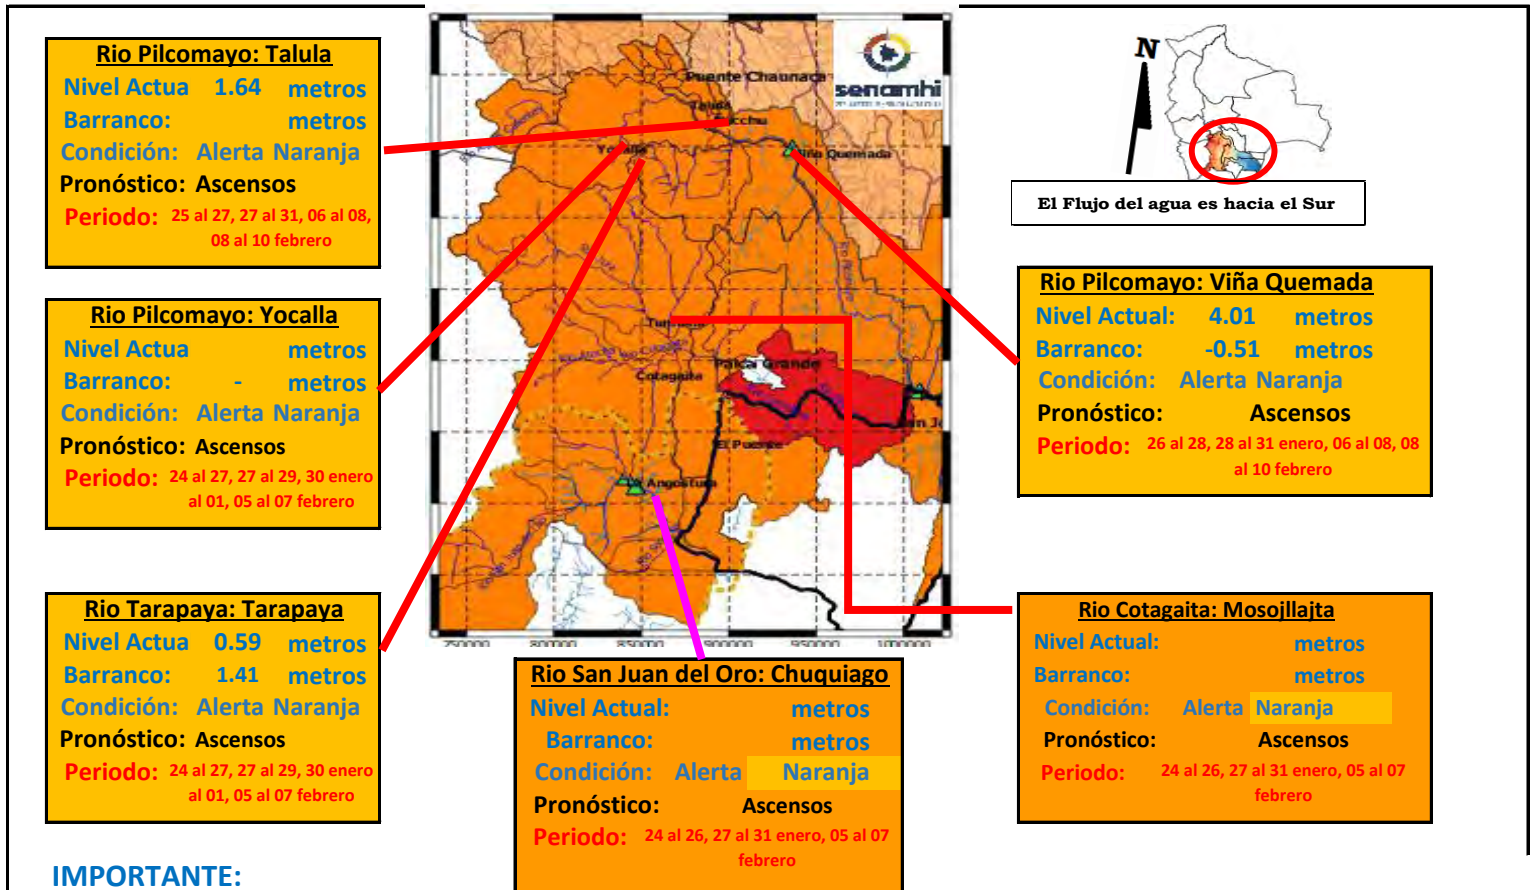 Rio Pilcomayo: Talula
Nivel Actua 1.64 metros
Barranco: metros
Condición: Alerta Naranja
Pronóstico: Ascensos
Periodo: 25 al 27, 27 al 31, 06 al 08,
08 al 10 febrero
Rio Pilcomayo: Yocalla
Nivel Actua metros
Barranco: - metros
Condición: Alerta Naranja
Pronóstico: Ascensos
Periodo: 24 al 27, 27 al 29, 30 enero
al 01, 05 al 07 febrero
Rio Tarapaya: Tarapaya
Nivel Actua 0.59 metros
Barranco: 1.41 metros
Condición: Alerta Naranja
Pronóstico: Ascensos
Periodo: 24 al 27, 27 al 29, 30 enero
al 01, 05 al 07 febrero
IMPORTANTE:
senamhi
Puente Chaunaca
Yocalla
Viña Quemada
Tumusla
Palca Grande
Cotagaita
El Puente
Angostura
750000 800000 850000 900000 950000 1000000
Rio San Juan del Oro: Chuquiago
Nivel Actual: metros
Barranco: metros
Condición: Alerta Naranja
Pronóstico: Ascensos
Periodo: 24 al 26, 27 al 31 enero, 05 al 07
febrero
N
El Flujo del agua es hacia el Sur
Rio Pilcomayo: Viña Quemada
Nivel Actual: 4.01 metros
Barranco: -0.51 metros
Condición: Alerta Naranja
Pronóstico: Ascensos
Periodo: 26 al 28, 28 al 31 enero, 06 al 08, 08
al 10 febrero
Rio Cotagaita: Mosojllajta
Nivel Actual: metros
Barranco: metros
Condición: Alerta Naranja
Pronóstico: Ascensos
Periodo: 24 al 26, 27 al 31 enero, 05 al 07
febrero